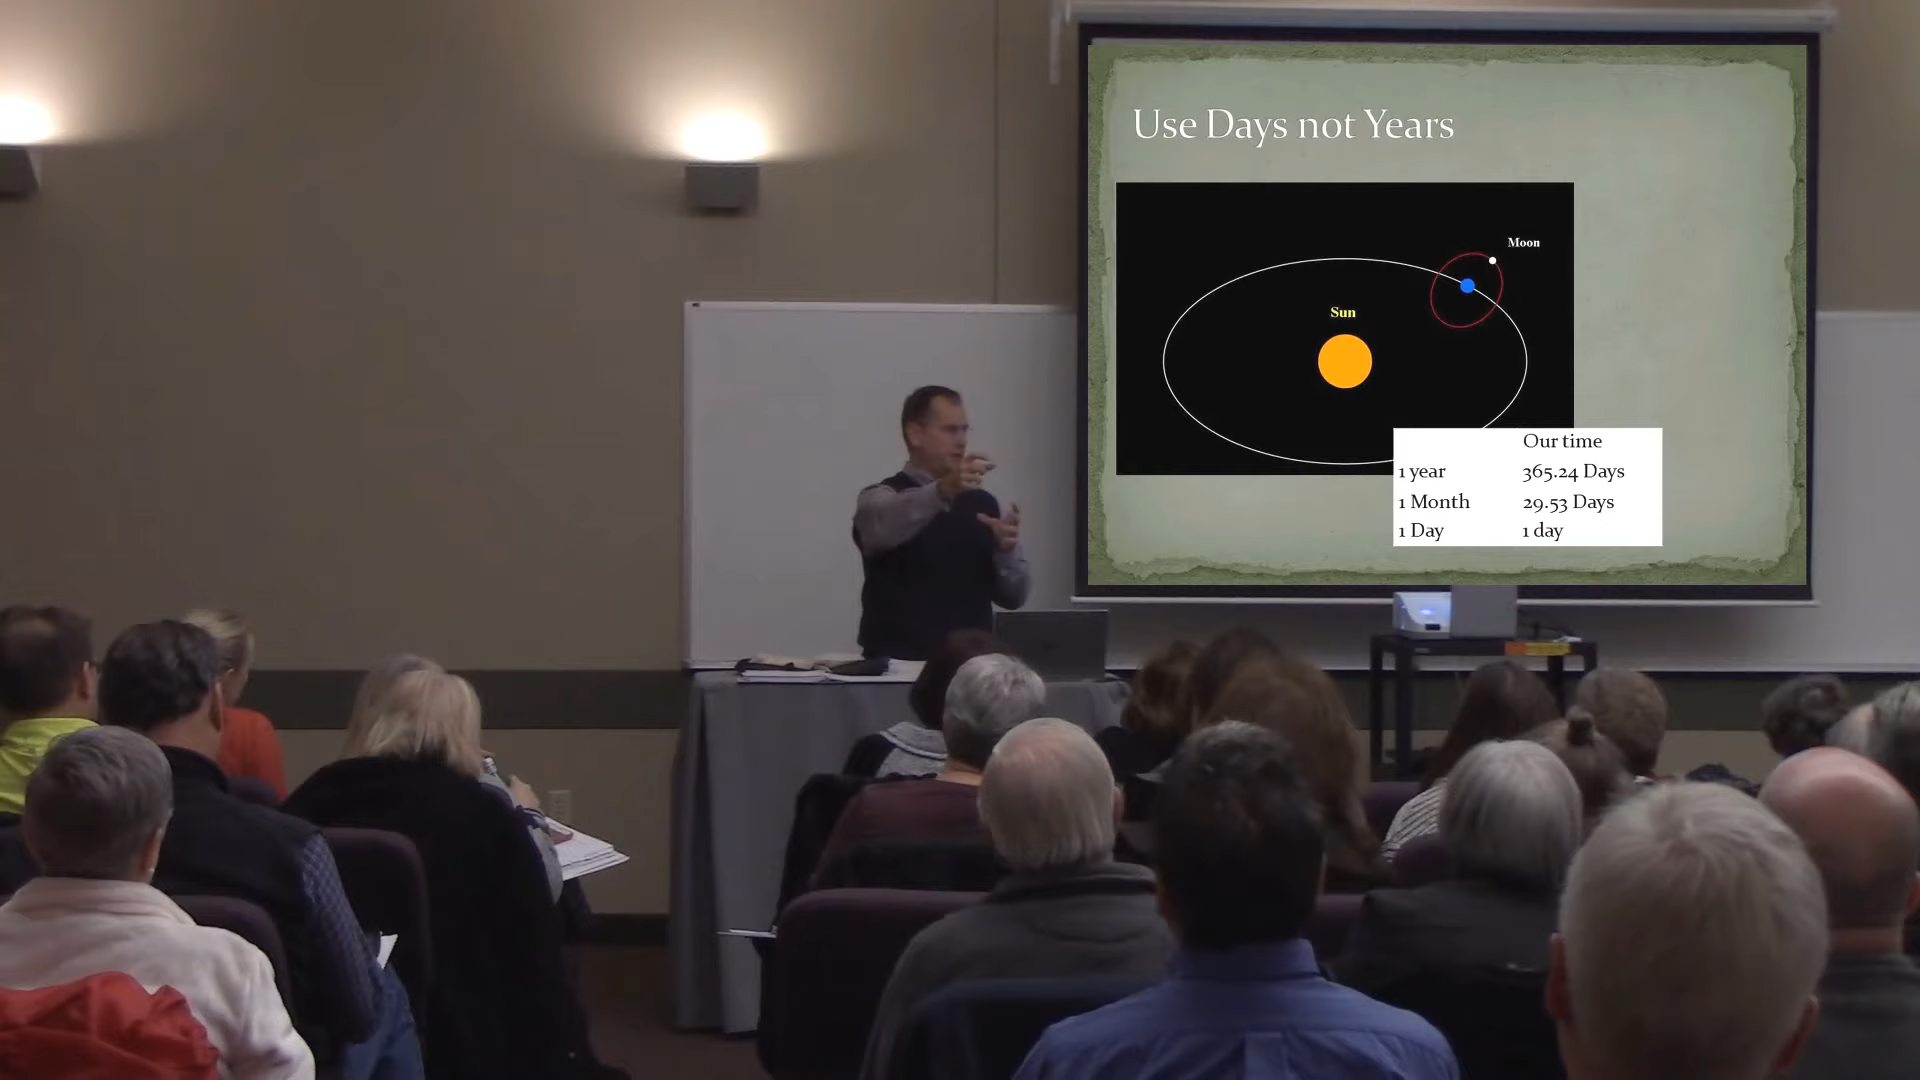 Use Days not Years
Moon
Sun
Our time
1 year 365.24 Days
1 Month 29.53 Days
1 Day 1 day